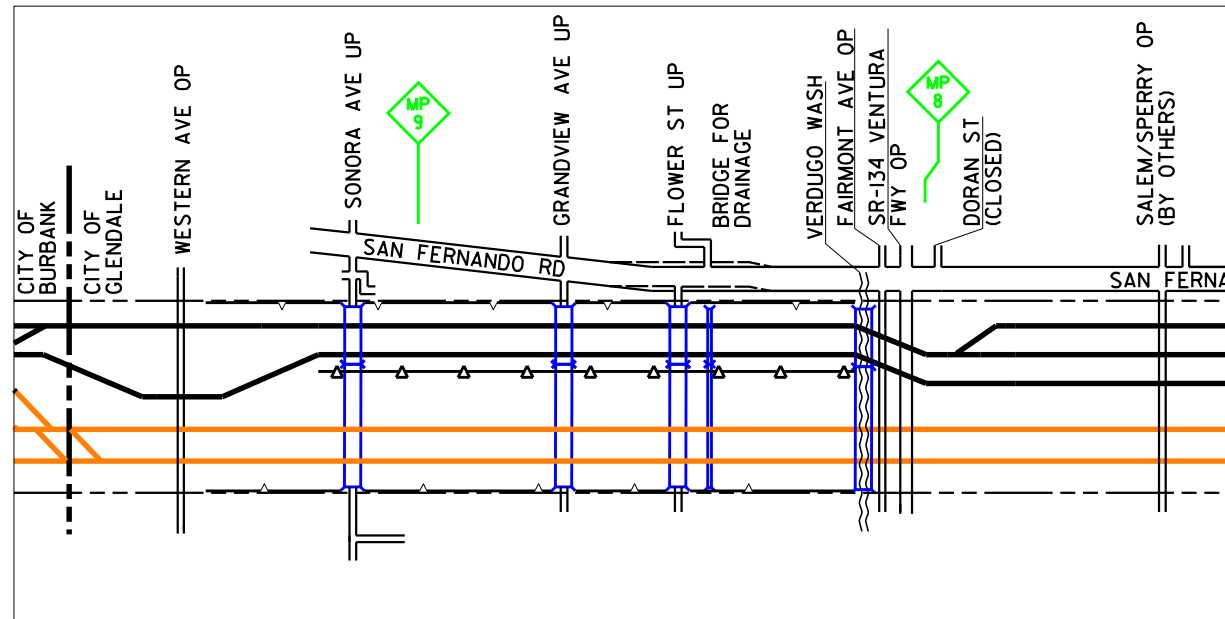 CITY OF
BURBANK
CITY OF
GLENDALE
WESTERN AVE OP
SONORA AVE UP
MP
9
GRANDVIEW AVE UP
FLOWER ST UP
BRIDGE FOR
DRAINAGE
VERDUGO WASH
FAIRMONT AVE OP
SR-134 VENTURA
FWY OP
MP
8
DORAN ST
(CLOSED)
SALEM/SPERRY OP
(BY OTHERS)
SAN FERNANDO RD
SAN FERNA